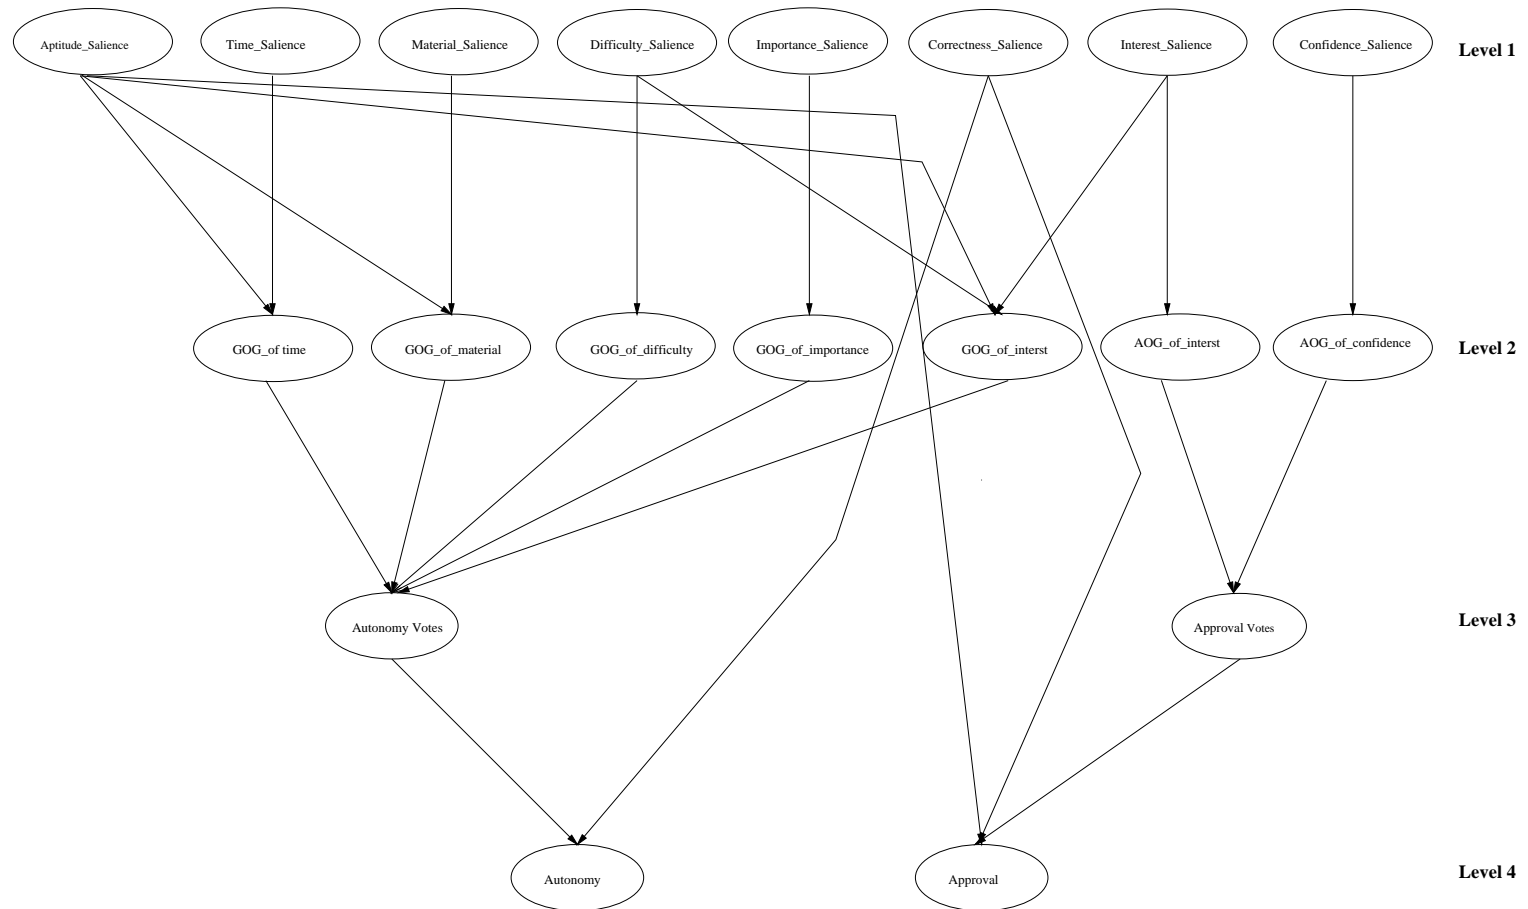 Aptitude_Salience
Time_Salience
Material_Salience
Difficulty_Salience
Importance_Salience
Correctness_Salience
Interest_Salience
Confidence_Salience
Level 1
GOG_of time
GOG_of_material
GOG_of_difficulty
GOG_of_importance
GOG_of_interst
AOG_of_interst
AOG_of_confidence
Level 2
Autonomy Votes
Approval Votes
Level 3
Autonomy
Approval
Level 4